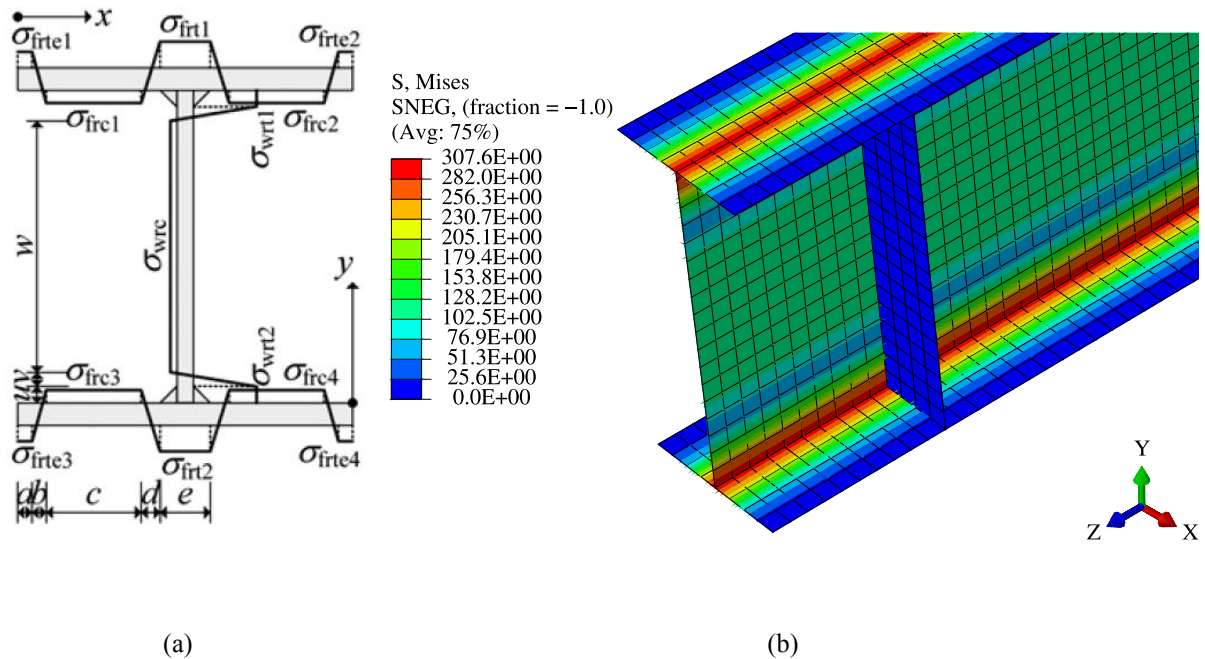 x
σfrte1
σfrt1
σfrte2
σfrc1
σwrt1
σfrc2
w
σwrc
y
σfrc3
σwrt2
σfrc4
u v
σfrte3
σfrt2
σfrte4
a b c d e
S, Mises
SNEG, (fraction = −1.0)
(Avg: 75%)
307.6E+00
282.0E+00
256.3E+00
230.7E+00
205.1E+00
179.4E+00
153.8E+00
128.2E+00
102.5E+00
76.9E+00
51.3E+00
25.6E+00
0.0E+00
Y
Z X
(a) (b)